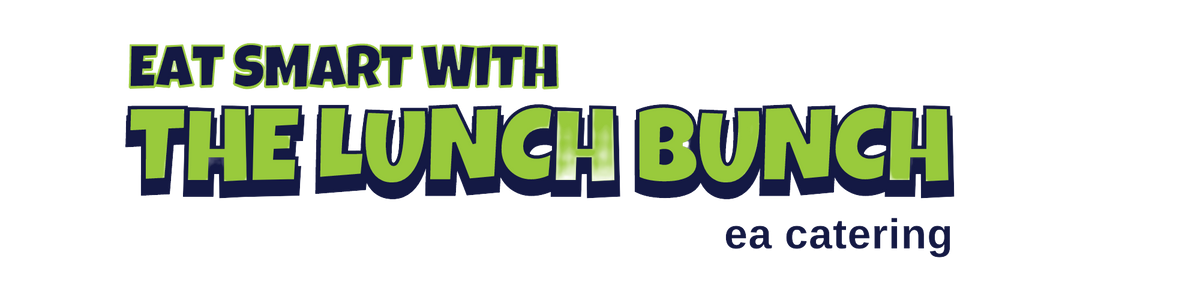 EAT SMART WITH
THE LUNCH BUNCH
ea catering